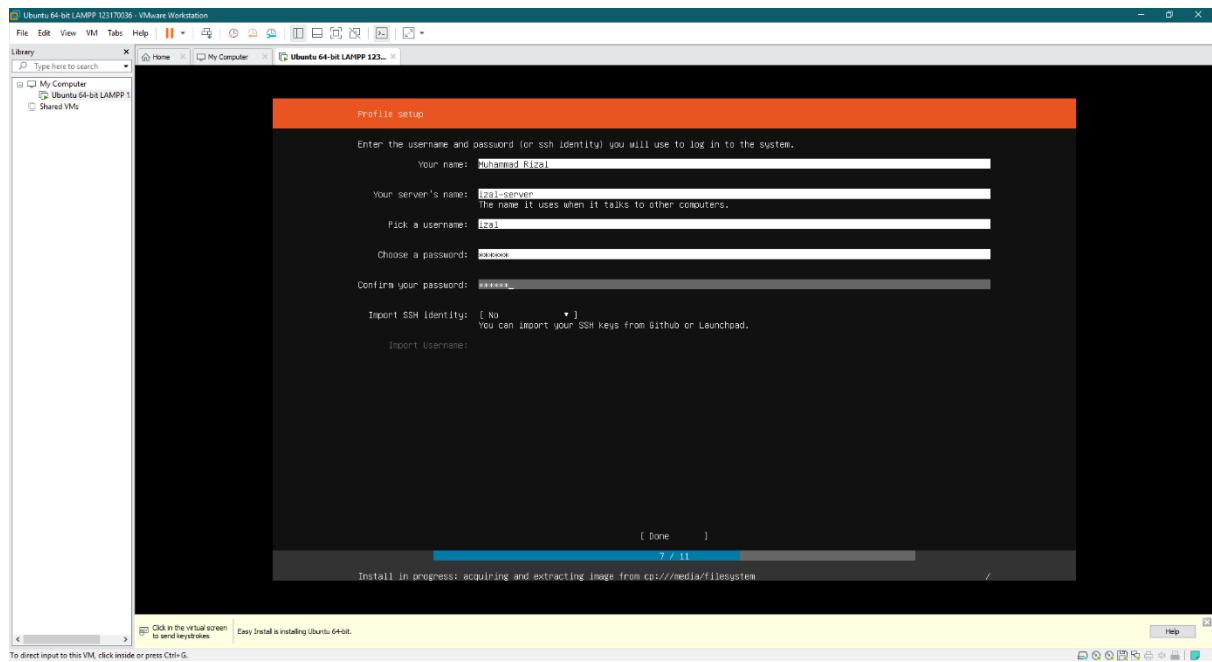 Ubuntu 64-bit LAMPP 123170036 - VMware Workstation
File Edit View VM Tabs Help
Library
Type here to search
My Computer
Ubuntu 64-bit LAMPP 1
Shared VMs
Home
My Computer
Ubuntu 64-bit LAMPP 123...
Profile setup
Enter the username and password (or ssh identity) you will use to log in to the system.
Your name: Muhammad Rizal
Your server's name: izal-server
The name it uses when it talks to other computers.
Pick a username: izal
Choose a password: ******
Confirm your password: ******_
Import SSH identity: [ No ▾ ]
You can import your SSH keys from Github or Launchpad.
Import Username:
[ Done ]
7 / 11
Install in progress: acquiring and extracting image from cp:///media/filesystem /
Click in the virtual screen
to send keystrokes
Easy Install is installing Ubuntu 64-bit.
Help
To direct input to this VM, click inside or press Ctrl+G.